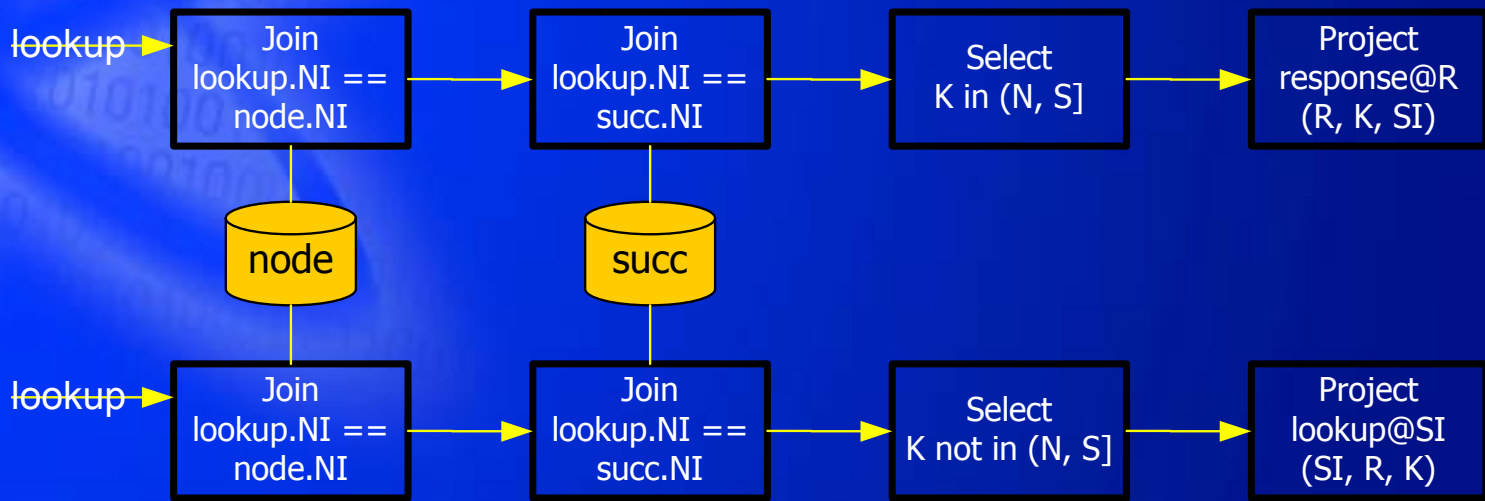 lookup
Join
lookup.NI ==
node.NI
Join
lookup.NI ==
succ.NI
Select
K in (N, S]
Project
response@R
(R, K, SI)
node
succ
lookup
Join
lookup.NI ==
node.NI
Join
lookup.NI ==
succ.NI
Select
K not in (N, S]
Project
lookup@SI
(SI, R, K)